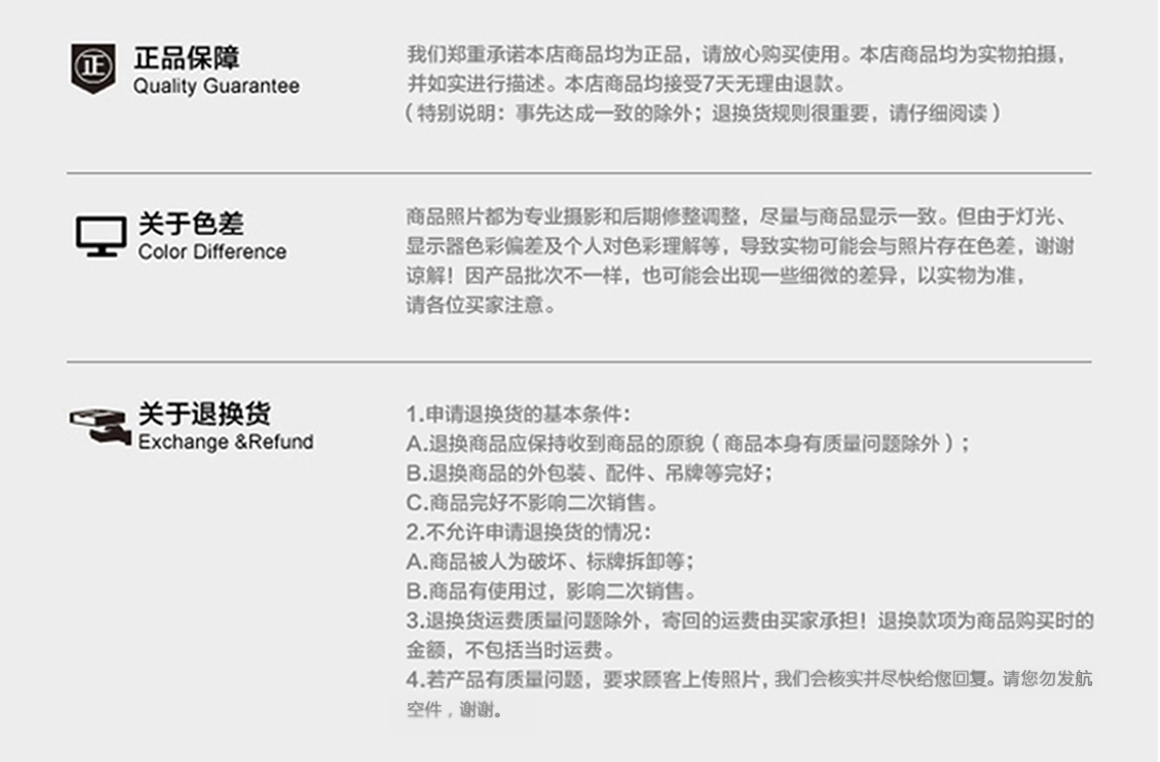 正
正品保障
Quality Guarantee
我们郑重承诺本店商品均为正品，请放心购买使用。本店商品均为实物拍摄，
并如实进行描述。本店商品均接受7天无理由退款。
（特别说明：事先达成一致的除外；退换货规则很重要，请仔细阅读）
关于色差
Color Difference
商品照片都为专业摄影和后期修整调整，尽量与商品显示一致。但由于灯光、
显示器色彩偏差及个人对色彩理解等，导致实物可能会与照片存在色差，谢谢
谅解！因产品批次不一样，也可能会出现一些细微的差异，以实物为准，
请各位买家注意。
关于退换货
Exchange &Refund
1.申请退换货的基本条件：
A.退换商品应保持收到商品的原貌（商品本身有质量问题除外）；
B.退换商品的外包装、配件、吊牌等完好；
C.商品完好不影响二次销售。
2.不允许申请退换货的情况：
A.商品被人为破坏、标牌拆卸等；
B.商品有使用过，影响二次销售。
3.退换货运费质量问题除外，寄回的运费由买家承担！退换款项为商品购买时的
金额，不包括当时运费。
4.若产品有质量问题，要求顾客上传照片，我们会核实并尽快给您回复。请您勿发航
空件，谢谢。